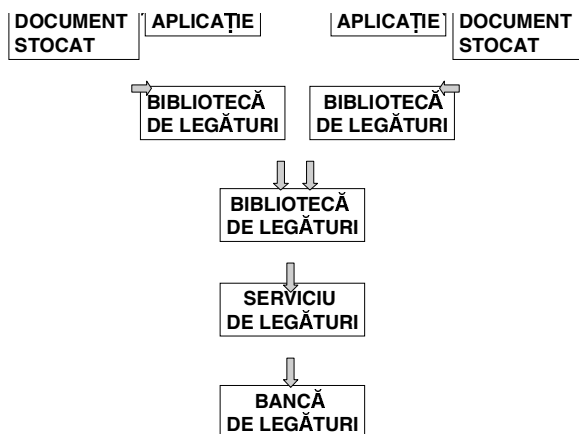 DOCUMENT
STOCAT
APLICAȚIE
APLICAȚIE
DOCUMENT
STOCAT
BIBLIOTECĂ
DE LEGĂTURI
BIBLIOTECĂ
DE LEGĂTURI
BIBLIOTECĂ
DE LEGĂTURI
SERVICIU
DE LEGĂTURI
BANCĂ
DE LEGĂTURI